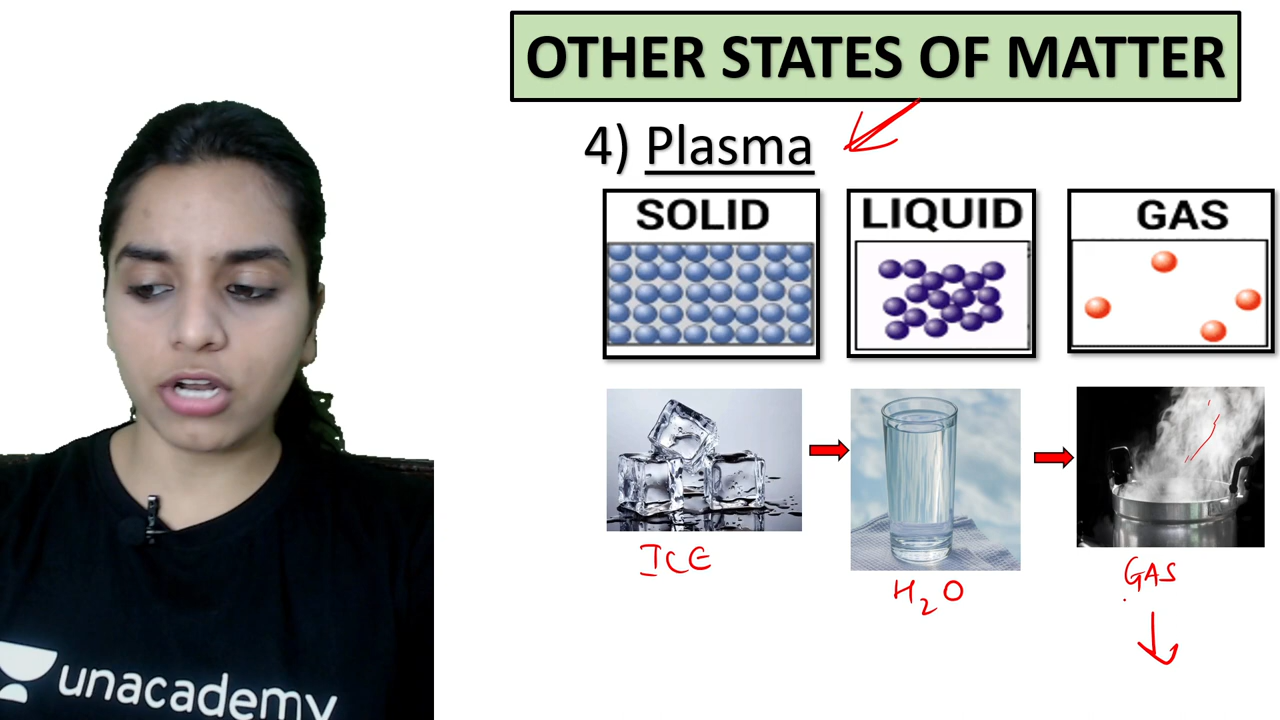 OTHER STATES OF MATTER
4) Plasma
SOLID
LIQUID
GAS
ICE
H2O
GAS
unacademy